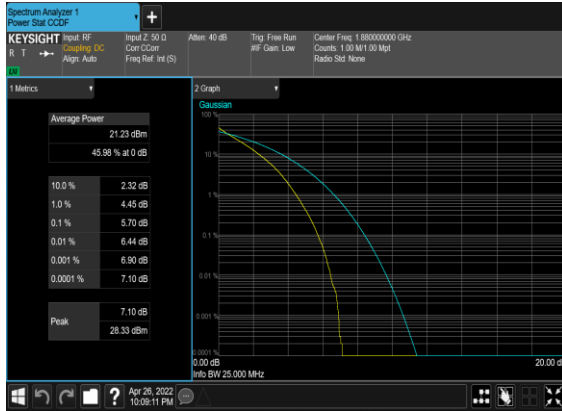 Spectrum Analyzer 1
Power Stat CCDF
+
KEYSIGHT
R T
LU
Input: RF
Coupling: DC
Align: Auto
Input Z: 50 Ω
Corr CCorr
Freq Ref: Int (S)
Atten: 40 dB
Trig: Free Run
#IF Gain: Low
Center Freq: 1.880000000 GHz
Counts: 1.00 M/1.00 Mpt
Radio Std: None
1 Metrics
Average Power
21.23 dBm
45.98 % at 0 dB
10.0 % 2.32 dB
1.0 % 4.45 dB
0.1 % 5.70 dB
0.01 % 6.44 dB
0.001 % 6.90 dB
0.0001 % 7.10 dB
Peak
7.10 dB
28.33 dBm
2 Graph
Gaussian
100 %
10 %
1 %
0.1 %
0.01 %
0.001 %
0.0001 %
0.00 dB
20.00 d
Info BW 25.000 MHz
?
Apr 26, 2022
10:09:11 PM